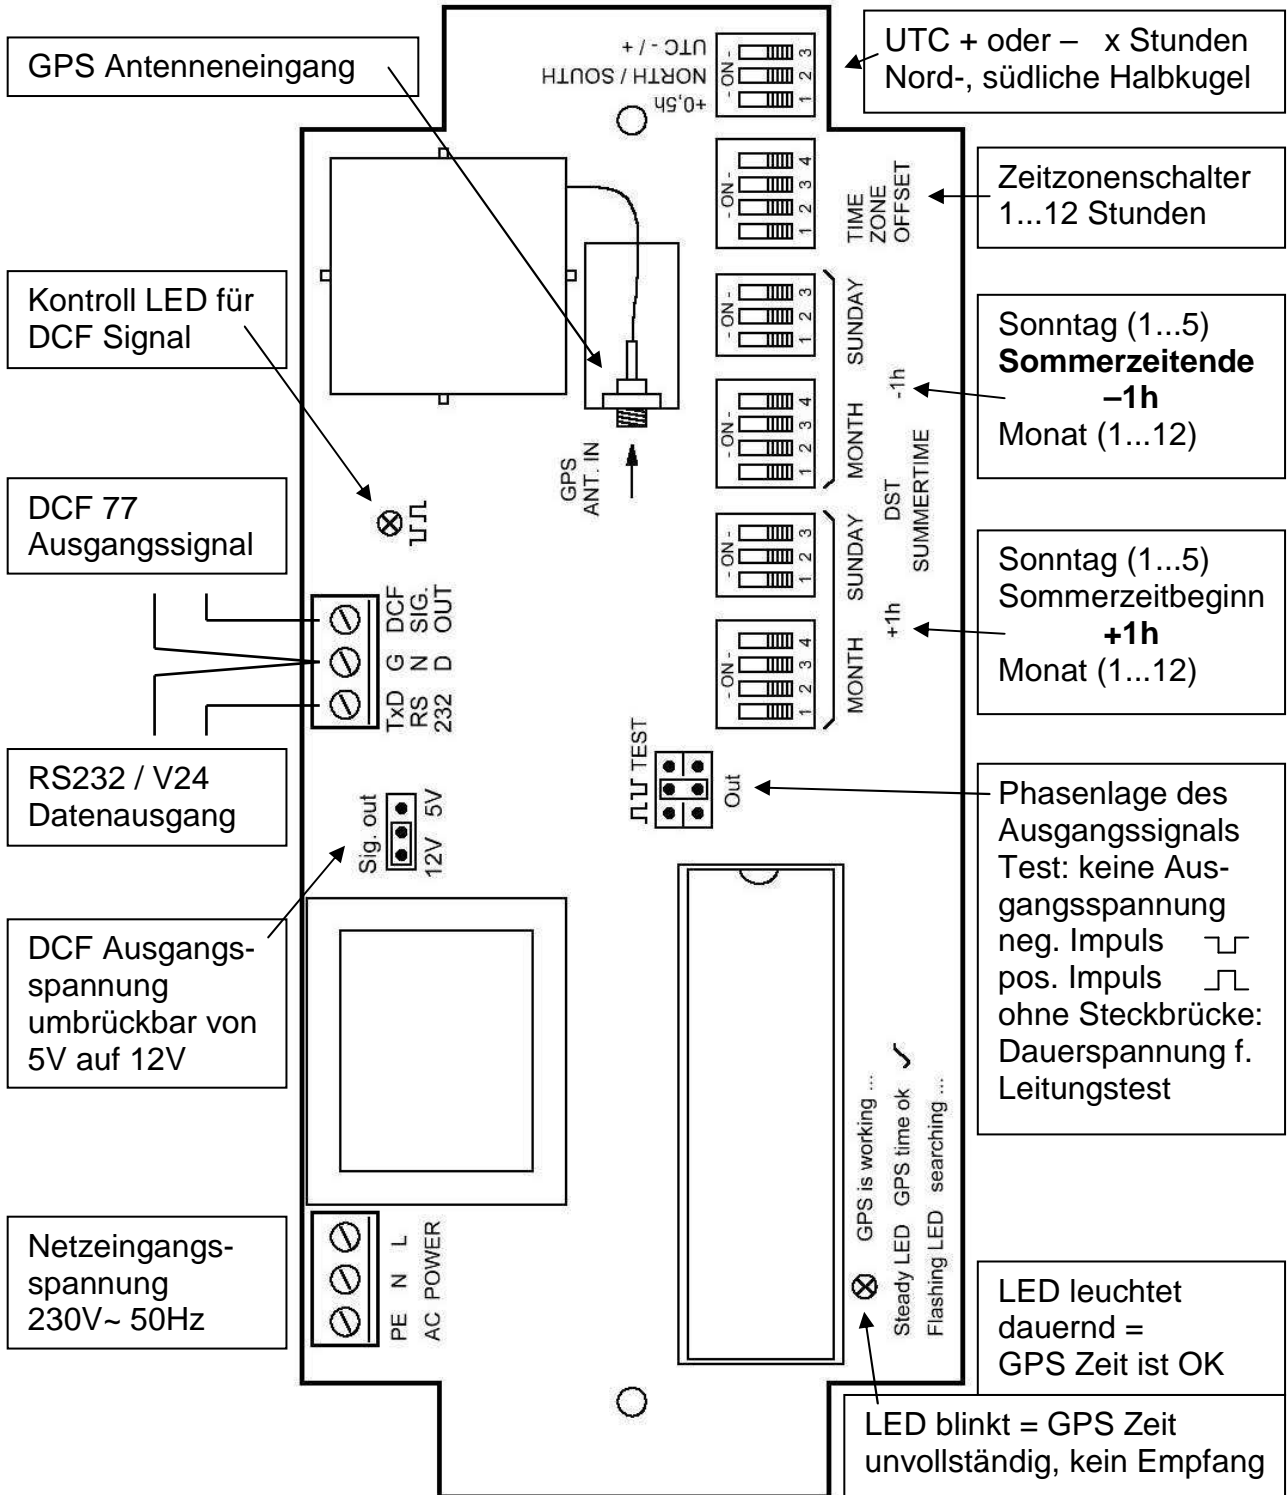 GPS Antenneneingang
Kontroll LED für
DCF Signal
DCF 77
Ausgangssignal
RS232 / V24
Datenausgang
DCF Ausgangs-
spannung
umbrückbar von
5V auf 12V
Netzeingangs-
spannung
230V~ 50Hz
UTC - / +
NORTH / SOUTH
+0,5h
- ON -
3
2
1
- ON -
4
3
2
1
TIME
ZONE
OFFSET
- ON -
3
2
1
SUNDAY
- ON -
4
3
2
1
MONTH
-1h
DST
SUMMERTIME
- ON -
3
2
1
SUNDAY
- ON -
4
3
2
1
MONTH
+1h
GPS
ANT. IN
DCF
SIG.
OUT
G
N
D
TxD
RS
232
TEST
Out
Sig. out
12V 5V
PE N L
AC POWER
GPS is working ...
Steady LED GPS time ok
Flashing LED searching ...
UTC + oder – x Stunden
Nord-, südliche Halbkugel
Zeitzonenschalter
1...12 Stunden
Sonntag (1...5)
Sommerzeitende
–1h
Monat (1...12)
Sonntag (1...5)
Sommerzeitbeginn
+1h
Monat (1...12)
Phasenlage des
Ausgangssignals
Test: keine Aus-
gangsspannung
neg. Impuls
pos. Impuls
ohne Steckbrücke:
Dauerspannung f.
Leitungstest
LED leuchtet
dauernd =
GPS Zeit ist OK
LED blinkt = GPS Zeit
unvollständig, kein Empfang